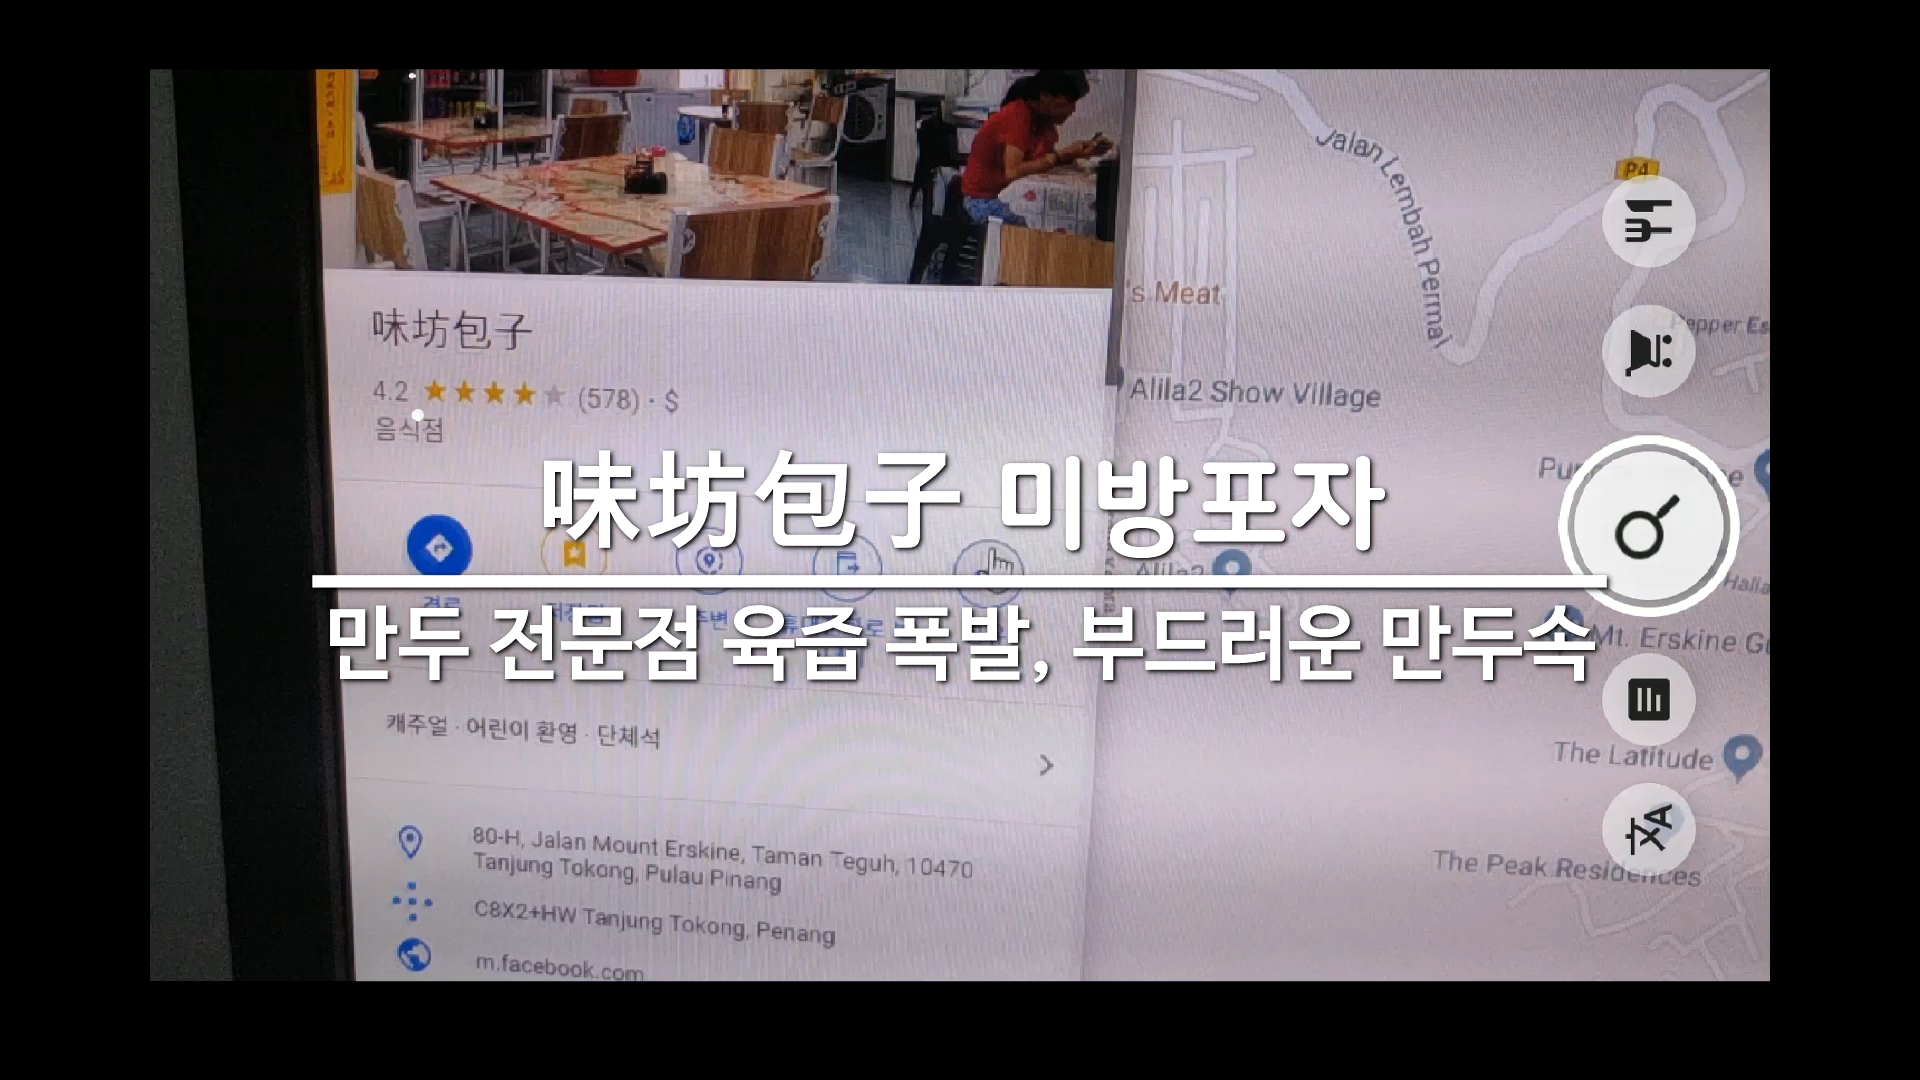 味坊包子
4.2 (578) · $
음식점
味坊包子 미방포자
만두 전문점 육즙 폭발, 부드러운 만두속
캐주얼 · 어린이 환영 · 단체석
80-H, Jalan Mount Erskine, Taman Teguh, 10470
Tanjung Tokong, Pulau Pinang
C8X2+HW Tanjung Tokong, Penang
m.facebook.com
Jalan Lembah Permai
P4
's Meat
Alila2 Show Village
Alila2
Mt. Erskine
The Latitude
The Peak Residences